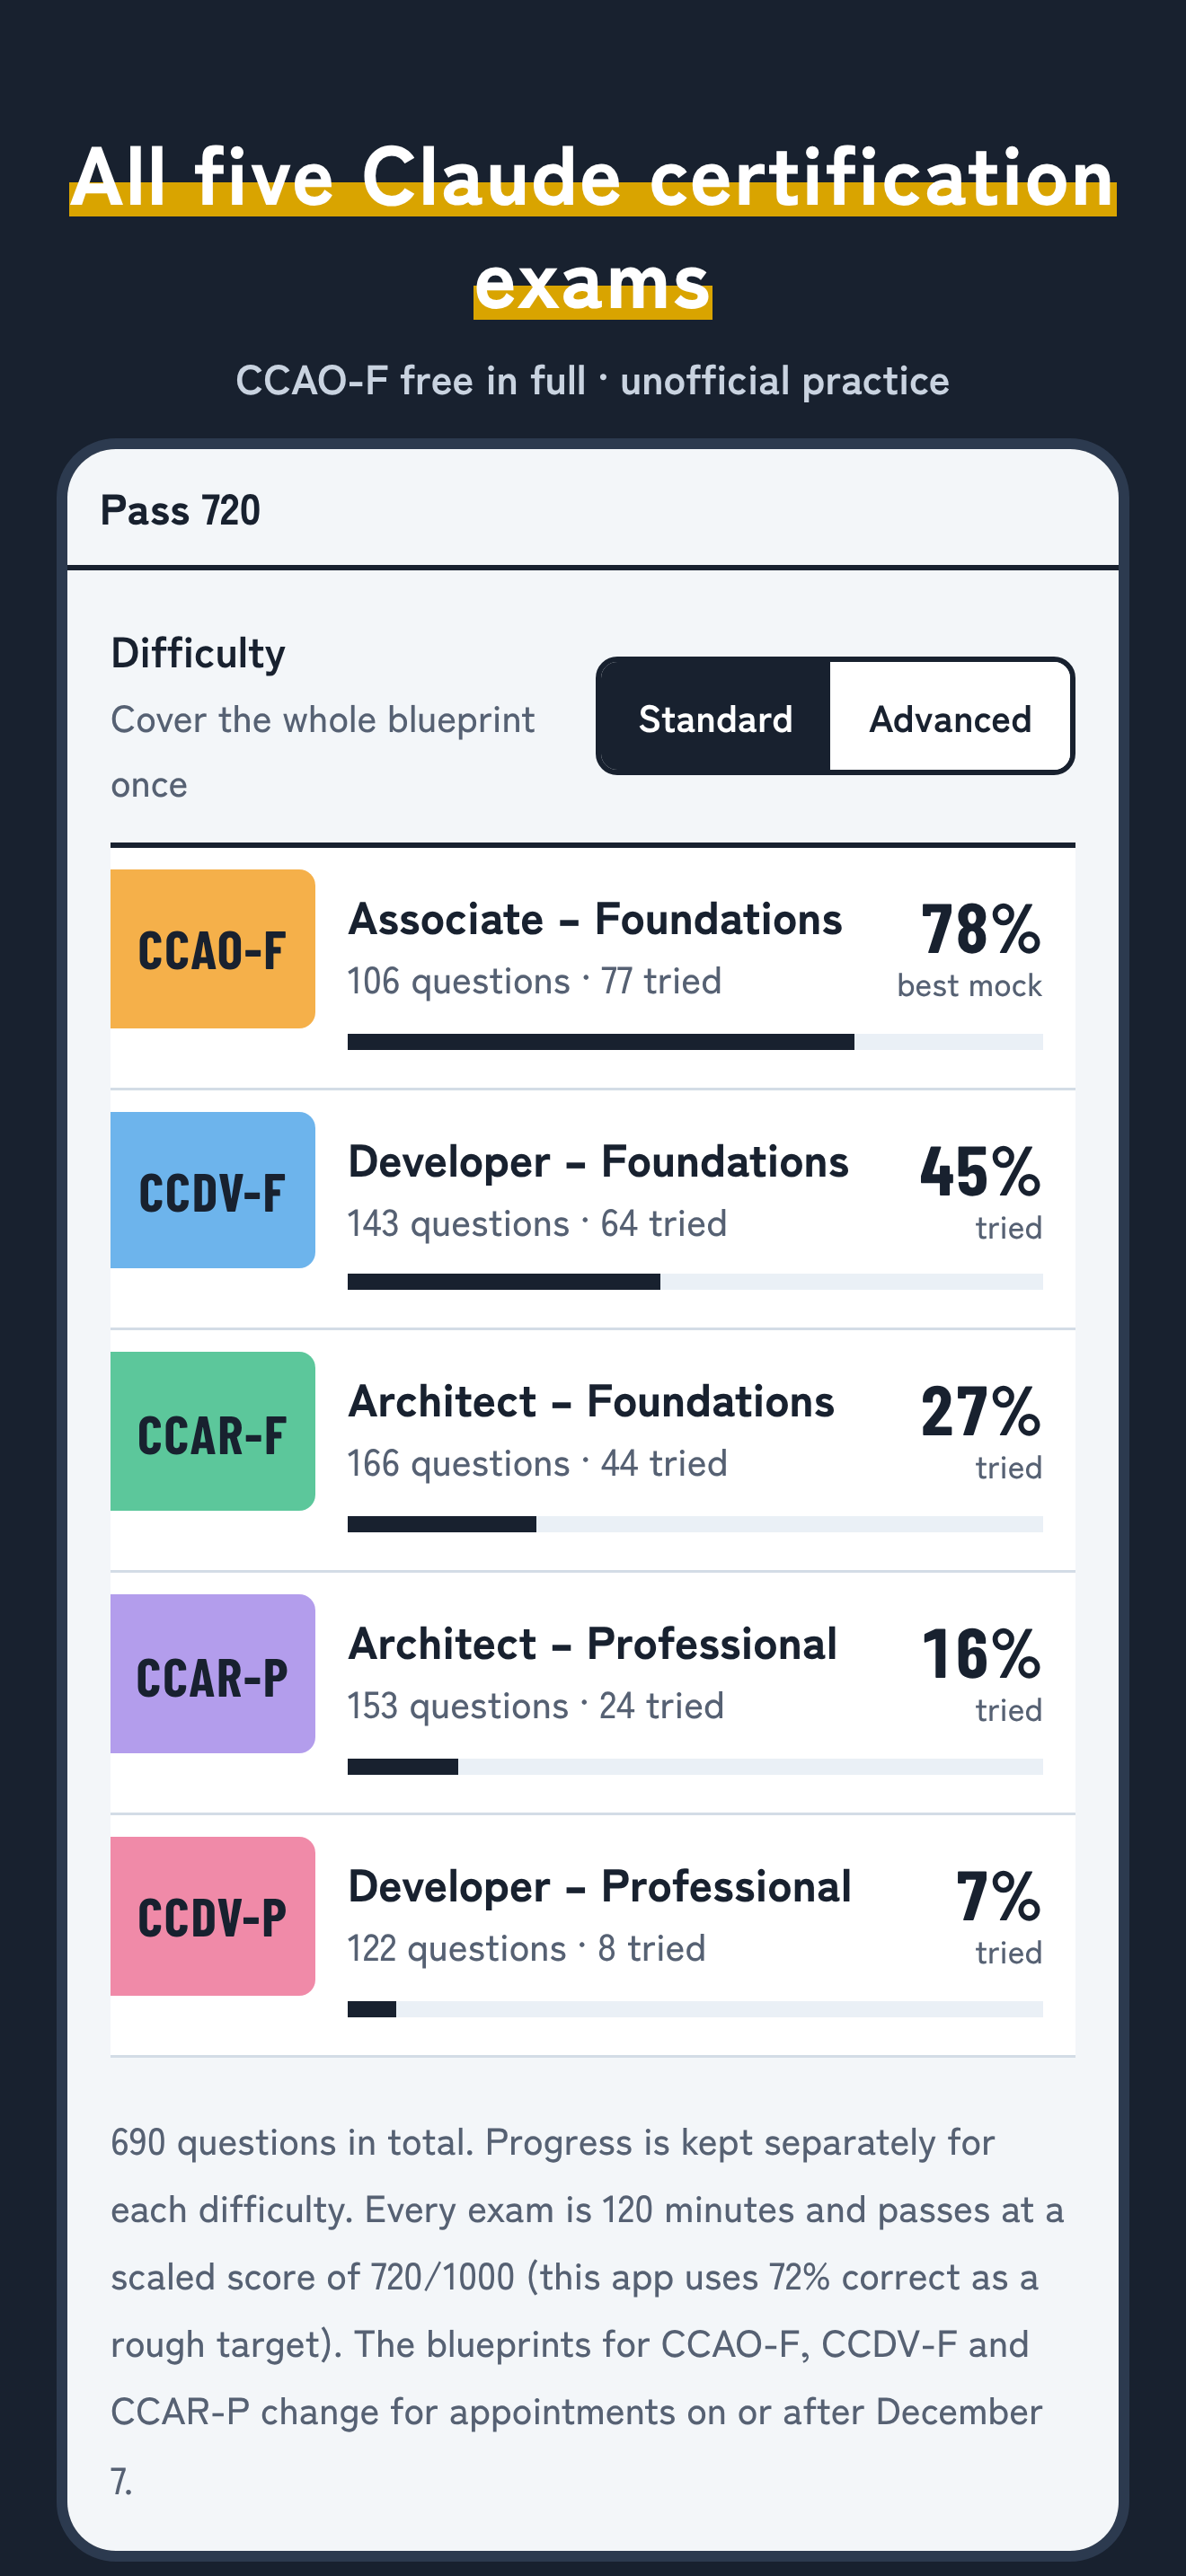 All five Claude certification
exams
CCAO-F free in full · unofficial practice
Pass 720
Difficulty
Cover the whole blueprint
once
Standard
Advanced
CCAO-F
Associate – Foundations
106 questions · 77 tried
78%
best mock
CCDV-F
Developer – Foundations
143 questions · 64 tried
45%
tried
CCAR-F
Architect – Foundations
166 questions · 44 tried
27%
tried
CCAR-P
Architect – Professional
153 questions · 24 tried
16%
tried
CCDV-P
Developer – Professional
122 questions · 8 tried
7%
tried
690 questions in total. Progress is kept separately for
each difficulty. Every exam is 120 minutes and passes at a
scaled score of 720/1000 (this app uses 72% correct as a
rough target). The blueprints for CCAO-F, CCDV-F and
CCAR-P change for appointments on or after December
7.